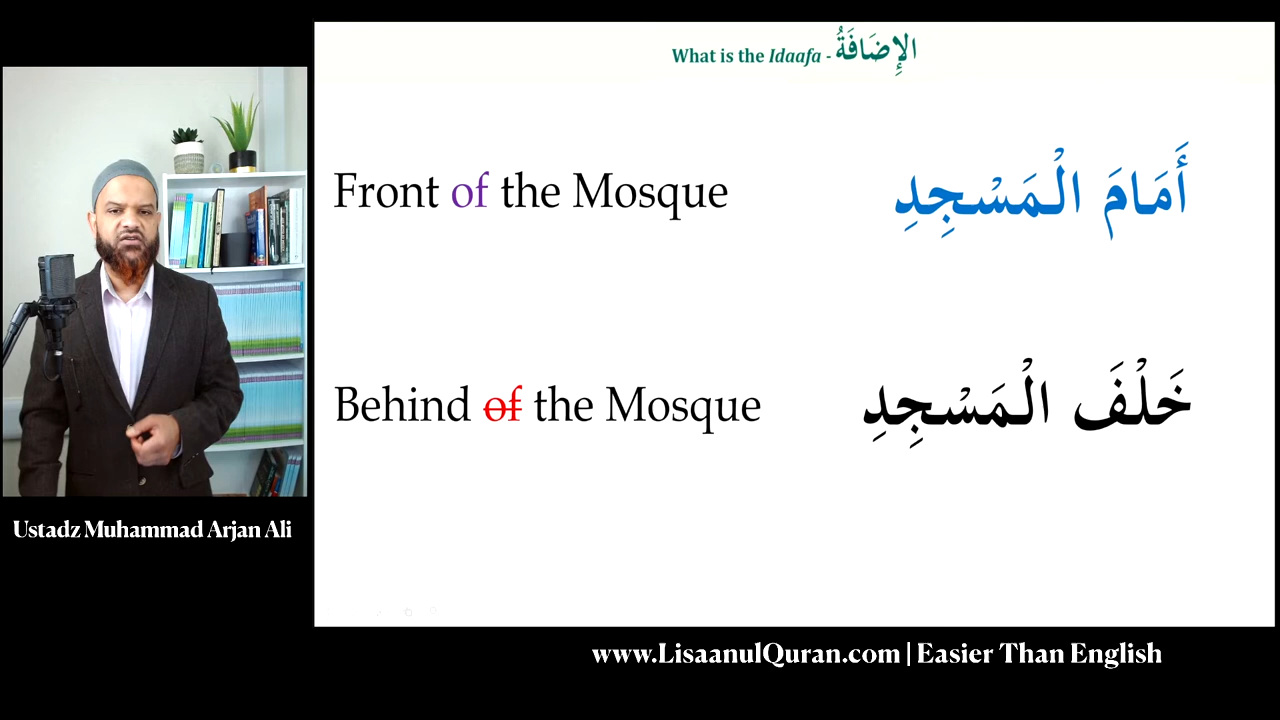 What is the Idaafa - الإِضَافَةُ
Front of the Mosque أَمَامَ الْمَسْجِدِ
Behind of the Mosque خَلْفَ الْمَسْجِدِ
Ustadz Muhammad Arjan Ali
www.LisaanulQuran.com | Easier Than English